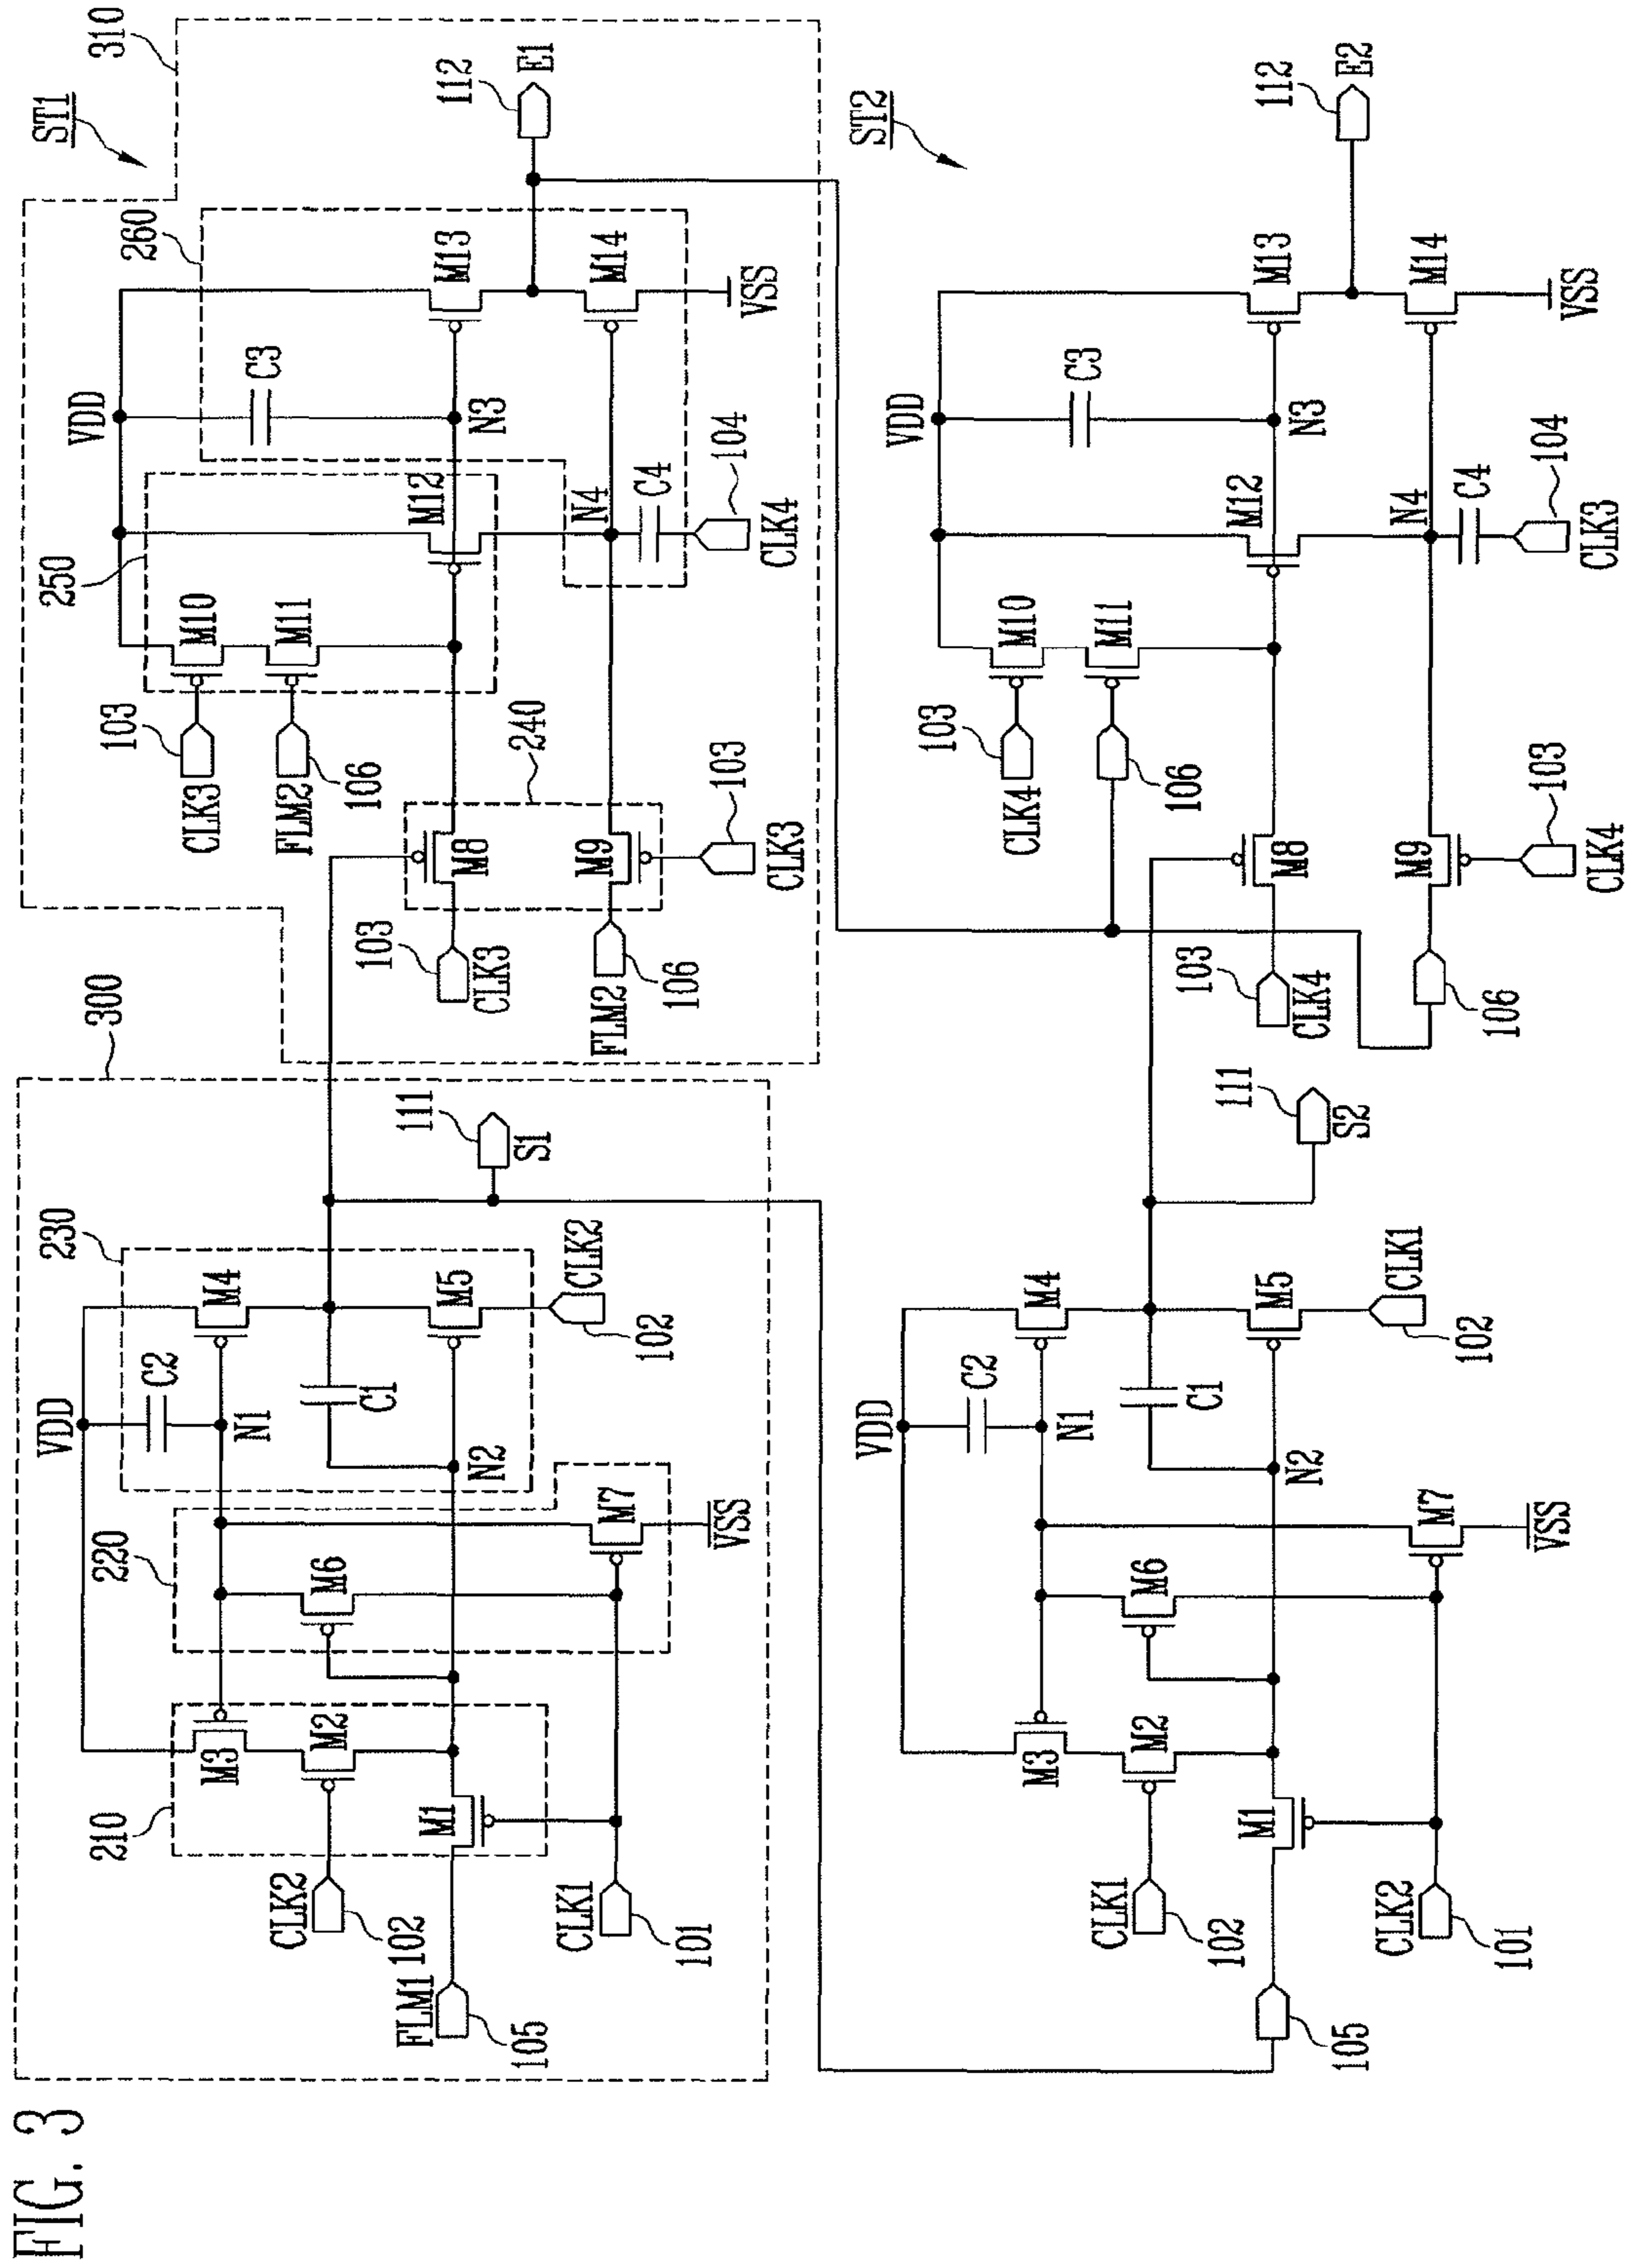 FIG. 3
ST1
310
300
VDD
230
C2
M4
N1
220
210
M3
M2
M6
C1
N2
M5
M7
M1
VSS
CLK2
102
CLK2
102
FLM1
105
CLK1
101
111
S1
VDD
260
250
C3
M10
M11
M12
M13
N3
N4
M14
C4
VSS
103
CLK3
FLM2
106
240
M8
M9
103
CLK3
FLM2
106
103
CLK3
104
CLK4
112
E1
ST2
VDD
C2
M4
N1
M3
M2
M6
C1
N2
M5
M7
M1
VSS
CLK1
102
CLK1
102
105
CLK2
101
111
S2
VDD
C3
M10
M11
M12
M13
N3
N4
M14
C4
VSS
103
CLK4
106
M8
M9
103
CLK4
106
103
CLK4
104
CLK3
112
E2